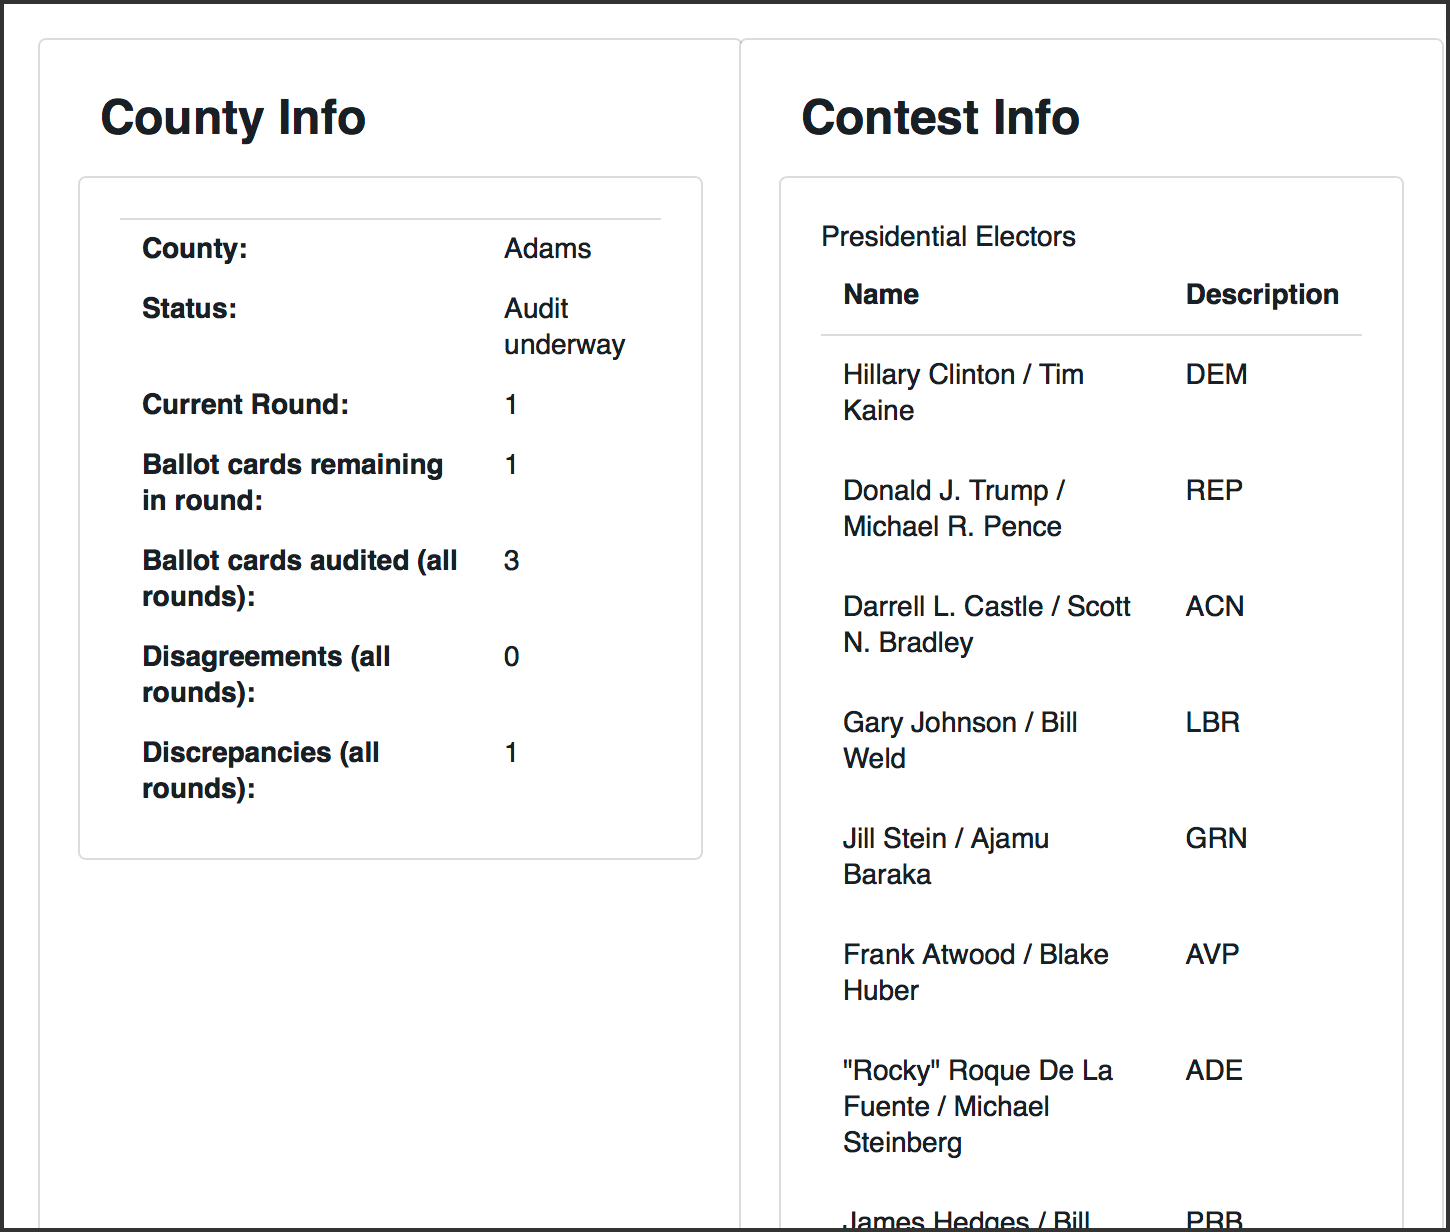 County Info
County: Adams
Status: Audit
underway
Current Round: 1
Ballot cards remaining 1
in round:
Ballot cards audited (all 3
rounds):
Disagreements (all 0
rounds):
Discrepancies (all 1
rounds):
Contest Info
Presidential Electors
Name Description
Hillary Clinton / Tim DEM
Kaine
Donald J. Trump / REP
Michael R. Pence
Darrell L. Castle / Scott ACN
N. Bradley
Gary Johnson / Bill LBR
Weld
Jill Stein / Ajamu GRN
Baraka
Frank Atwood / Blake AVP
Huber
"Rocky" Roque De La ADE
Fuente / Michael
Steinberg
James Hedges / Bill PRB